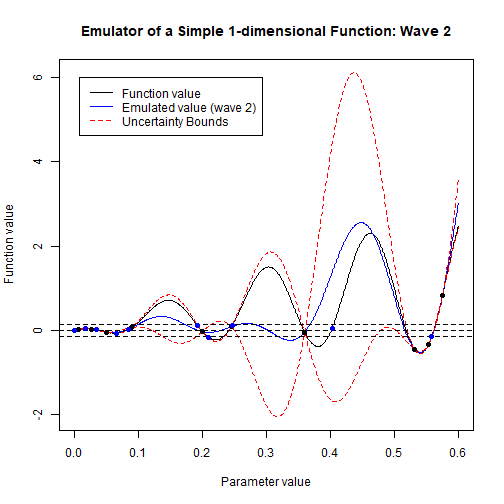 Emulator of a Simple 1-dimensional Function: Wave 2
Function value
Emulated value (wave 2)
Uncertainty Bounds
Function value
6
4
2
0
-2
0.0 0.1 0.2 0.3 0.4 0.5 0.6
Parameter value